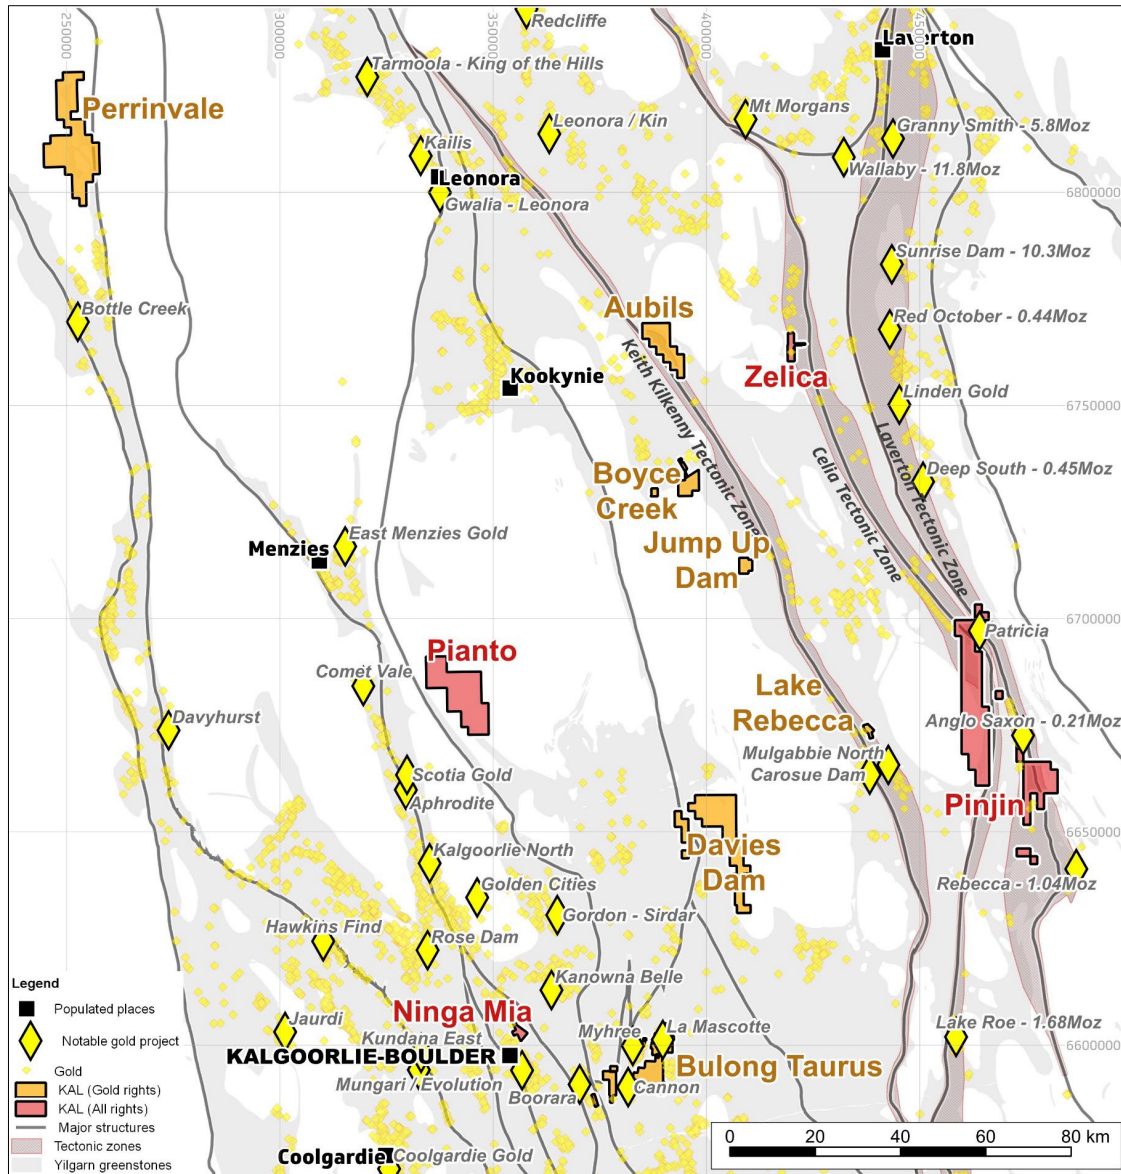 250000
300000
350000
400000
450000
Redcliffe
Laverton
Tarmoola - King of the Hills
Perrinvale
Mt Morgans
Leonora / Kin
Granny Smith - 5.8Moz
Kailis
Wallaby - 11.8Moz
Leonora
6800000
Gwalia - Leonora
Sunrise Dam - 10.3Moz
Bottle Creek
Aubils
Red October - 0.44Moz
Keith Kilkenny Tectonic Zone
Zelica
Kookynie
Linden Gold
6750000
Laverton Tectonic Zone
Celia Tectonic Zone
Boyce
Creek
Deep South - 0.45Moz
East Menzies Gold
Menzies
Jump Up
Dam
6700000
Patricia
Pianto
Comet Vale
Lake
Rebecca
Davyhurst
Anglo Saxon - 0.21Moz
Mulgabbie North
Carosue Dam
Scotia Gold
Aphrodite
Pinjin
6650000
Davies
Dam
Kalgoorlie North
Golden Cities
Rebecca - 1.04Moz
Gordon - Sirdar
Hawkins Find
Rose Dam
Kanowna Belle
Legend
Populated places
Notable gold project
Gold
KAL (Gold rights)
KAL (All rights)
Major structures
Tectonic zones
Yilgarn greenstones
Ninga Mia
Jaurdi
Kundana East
Myhree
La Mascotte
Lake Roe - 1.68Moz
6600000
KALGOORLIE-BOULDER
Bulong Taurus
Mungari / Evolution
Boorara
Cannon
Coolgardie
Coolgardie Gold
0 20 40 60 80 km